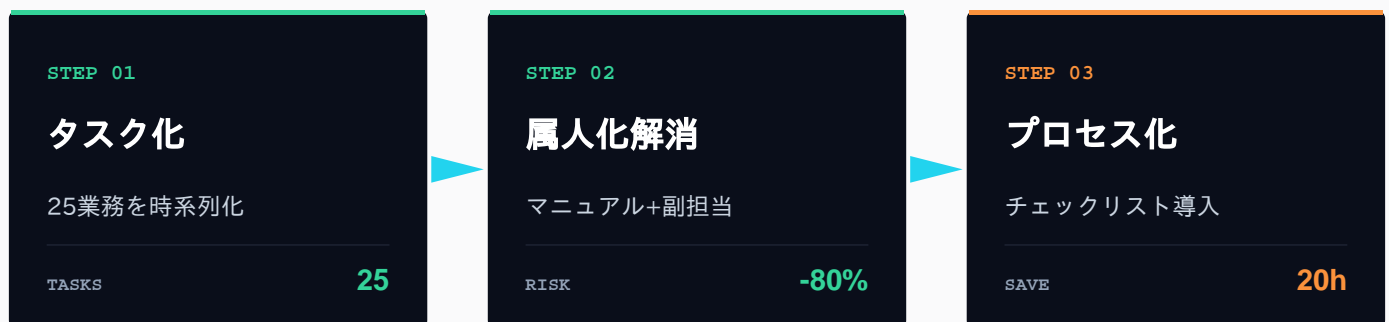 STEP 01
タスク化
25業務を時系列化
TASKS 25
STEP 02
属人化解消
マニュアル+副担当
RISK -80%
STEP 03
プロセス化
チェックリスト導入
SAVE 20h